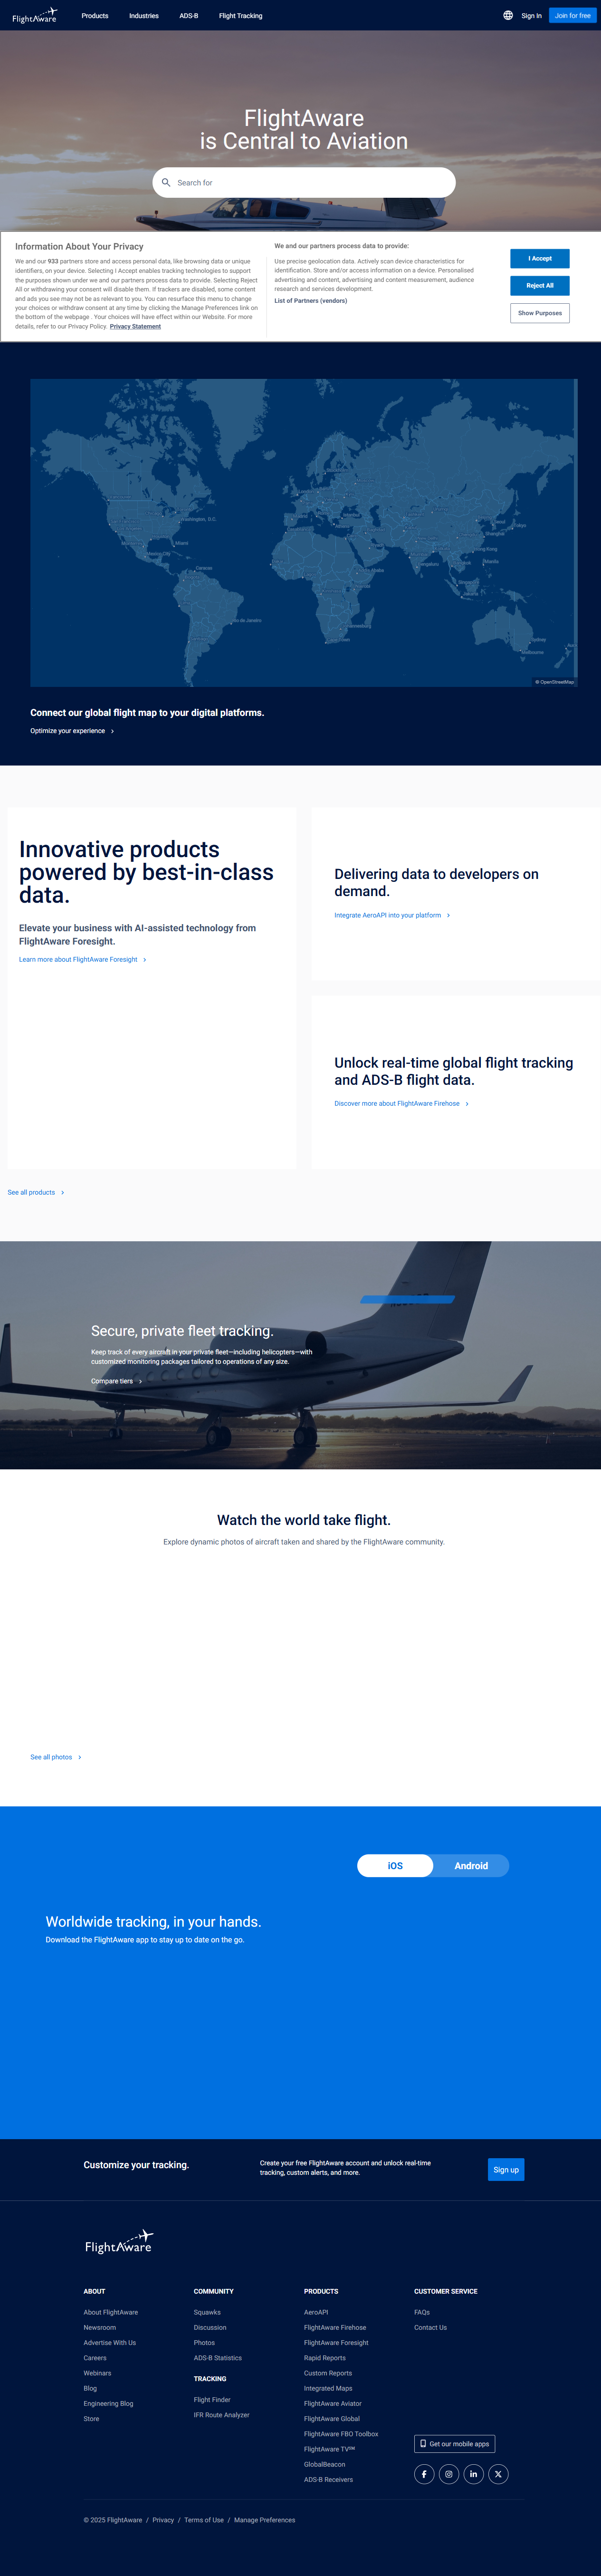 FlightAware
Products
Industries
ADS-B
Flight Tracking
Sign In
Join for free
FlightAware
is Central to Aviation
Search for
Information About Your Privacy
We and our 933 partners store and access personal data, like browsing data or unique
identifiers, on your device. Selecting I Accept enables tracking technologies to support
the purposes shown under we and our partners process data to provide. Selecting Reject
All or withdrawing your consent will disable them. If trackers are disabled, some content
and ads you see may not be as relevant to you. You can resurface this menu to change
your choices or withdraw consent at any time by clicking the Manage Preferences link on
the bottom of the webpage . Your choices will have effect within our Website. For more
details, refer to our Privacy Policy. Privacy Statement
We and our partners process data to provide:
Use precise geolocation data. Actively scan device characteristics for
identification. Store and/or access information on a device. Personalised
advertising and content, advertising and content measurement, audience
research and services development.
List of Partners (vendors)
I Accept
Reject All
Show Purposes
Washington, D.C.
Miami
Caracas
Rio de Janeiro
Tokyo
Shanghai
Hong Kong
Manila
Bengaluru
Addis Ababa
Jakarta
Sydney
Melbourne
© OpenStreetMap
Connect our global flight map to your digital platforms.
Optimize your experience
Innovative products
powered by best-in-class
data.
Elevate your business with AI-assisted technology from
FlightAware Foresight.
Learn more about FlightAware Foresight
Delivering data to developers on
demand.
Integrate AeroAPI into your platform
Unlock real-time global flight tracking
and ADS-B flight data.
Discover more about FlightAware Firehose
See all products
Secure, private fleet tracking.
Keep track of every aircraft in your private fleet—including helicopters—with
customized monitoring packages tailored to operations of any size.
Compare tiers
Watch the world take flight.
Explore dynamic photos of aircraft taken and shared by the FlightAware community.
See all photos
iOS
Android
Worldwide tracking, in your hands.
Download the FlightAware app to stay up to date on the go.
Customize your tracking.
Create your free FlightAware account and unlock real-time
tracking, custom alerts, and more.
Sign up
FlightAware
ABOUT
About FlightAware
Newsroom
Advertise With Us
Careers
Webinars
Blog
Engineering Blog
Store
COMMUNITY
Squawks
Discussion
Photos
ADS-B Statistics
TRACKING
Flight Finder
IFR Route Analyzer
PRODUCTS
AeroAPI
FlightAware Firehose
FlightAware Foresight
Rapid Reports
Custom Reports
Integrated Maps
FlightAware Aviator
FlightAware Global
FlightAware FBO Toolbox
FlightAware TV℠
GlobalBeacon
ADS-B Receivers
CUSTOMER SERVICE
FAQs
Contact Us
Get our mobile apps
© 2025 FlightAware / Privacy / Terms of Use / Manage Preferences